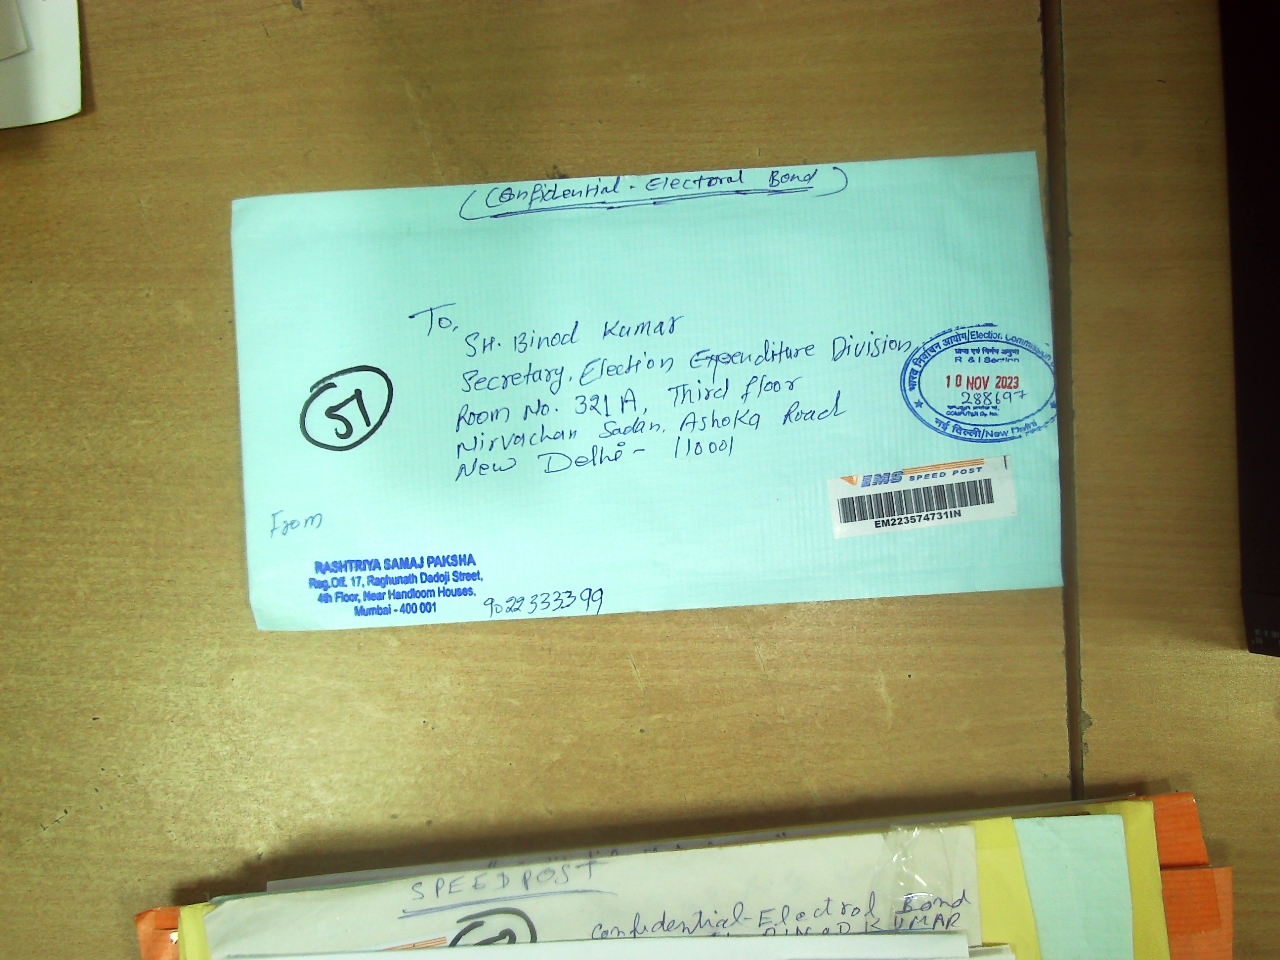 (Confidential - Electoral Bond)
To,
SH. Binod Kumar
Secretary, Election Expenditure Division
Room No. 321A, Third floor
Nirvachan Sadan, Ashoka Road
New Delhi - 110001
51
भारत निर्वाचन आयोग/Election Commission
R & I Section
10 NOV 2023
288697
नई दिल्ली/New Delhi
EMS SPEED POST
EM223574731IN
From
RASHTRIYA SAMAJ PAKSHA
Reg.Off. 17, Raghunath Dadoji Street,
4th Floor, Near Handloom Houses,
Mumbai - 400 001
9022333399
SPEEDPOST
Confidential-Electrol Bond
BINOD KUMAR